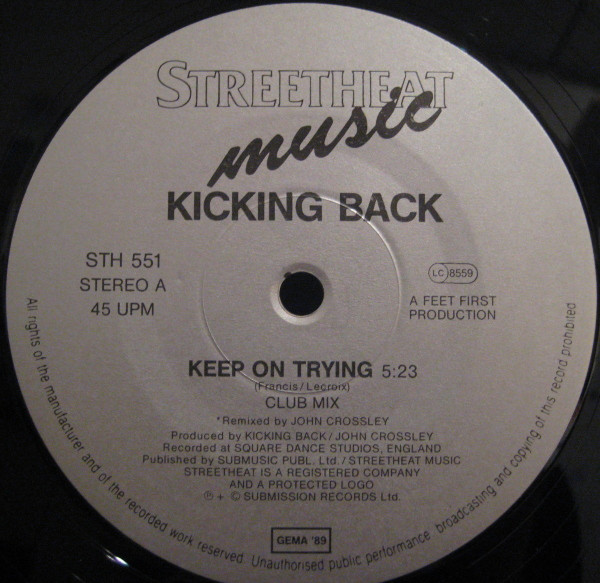 STREETHEAT
music
KICKING BACK
STH 551
STEREO A
45 UPM
LC 8559
A FEET FIRST
PRODUCTION
KEEP ON TRYING 5:23
(Francis/Lecroix)
CLUB MIX
*Remixed by JOHN CROSSLEY
Produced by KICKING BACK/JOHN CROSSLEY
Recorded at SQUARE DANCE STUDIOS, ENGLAND
Published by SUBMUSIC PUBL. Ltd./STREETHEAT MUSIC
STREETHEAT IS A REGISTERED COMPANY
AND A PROTECTED LOGO
℗ + © SUBMISSION RECORDS Ltd.
GEMA '89
All rights of the manufacturer and of the recorded work reserved. Unauthorised public performance broadcasting and copying of this record prohibited